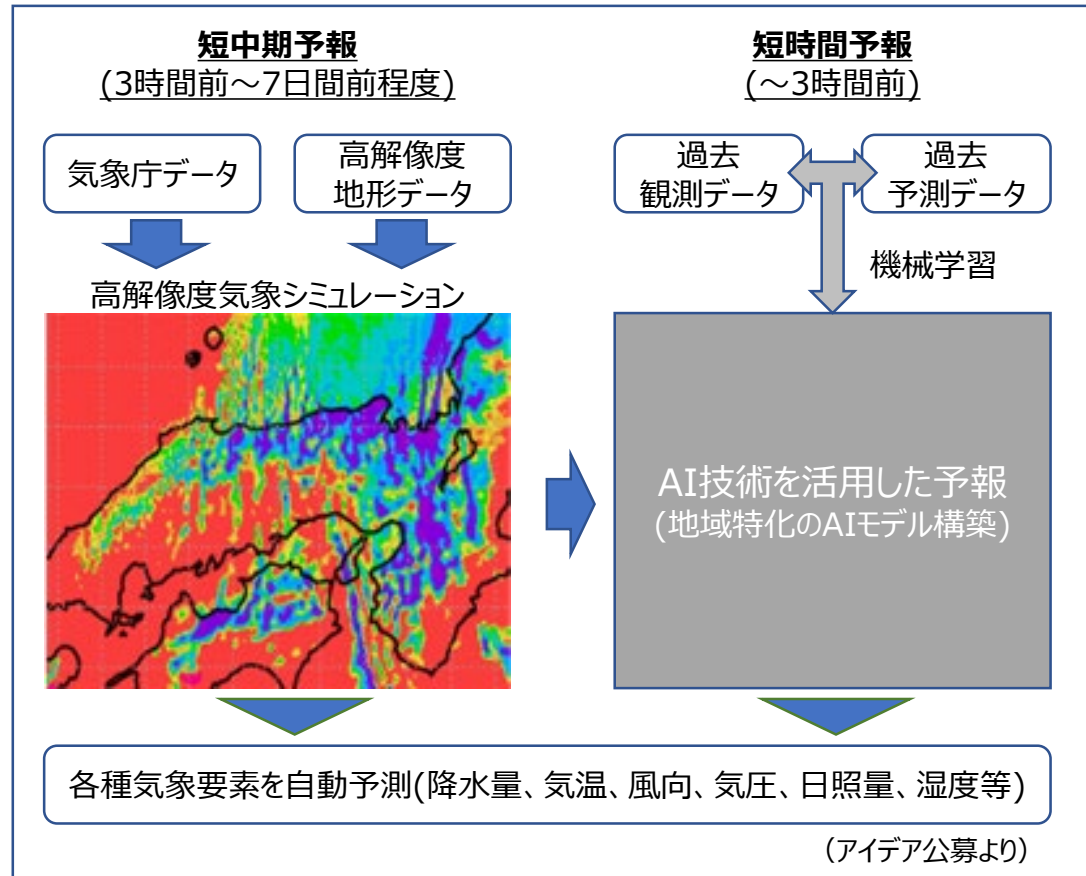 短中期予報
(3時間前～7日間前程度)
気象庁データ
高解像度
地形データ
高解像度気象シミュレーション
短時間予報
(～3時間前)
過去
観測データ
過去
予測データ
機械学習
AI技術を活用した予報
(地域特化のAIモデル構築)
各種気象要素を自動予測(降水量、気温、風向、気圧、日照量、湿度等)
(アイデア公募より)